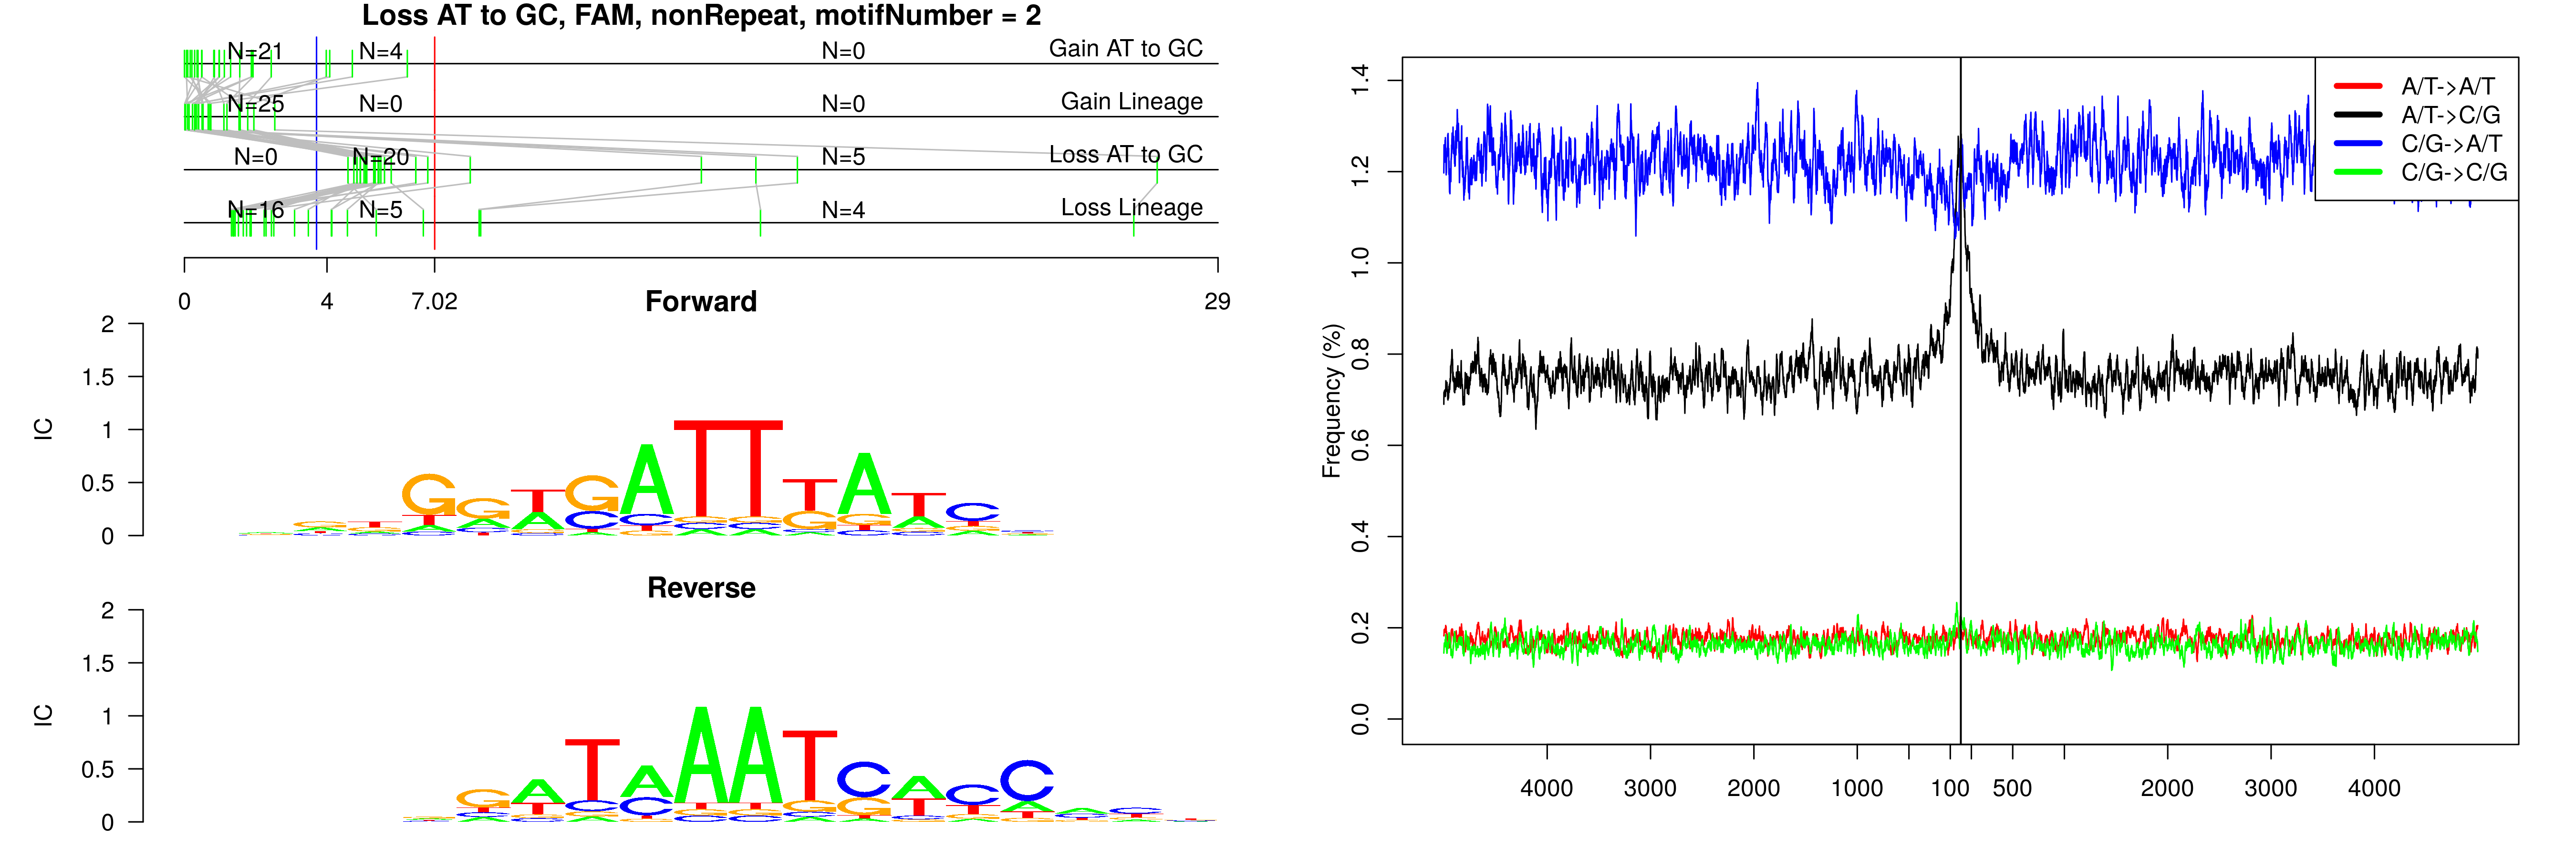 Loss AT to GC, FAM, nonRepeat, motifNumber = 2
N=21 N=4 N=0 Gain AT to GC
N=25 N=0 N=0 Gain Lineage
N=0 N=20 N=5 Loss AT to GC
N=16 N=5 N=4 Loss Lineage
0 4 7.02 29
Forward
IC
2
1.5
1
0.5
0
Reverse
IC
2
1.5
1
0.5
0
Frequency (%)
1.4
1.2
1.0
0.8
0.6
0.4
0.2
0.0
4000 3000 2000 1000 100 500 2000 3000 4000
A/T->A/T
A/T->C/G
C/G->A/T
C/G->C/G